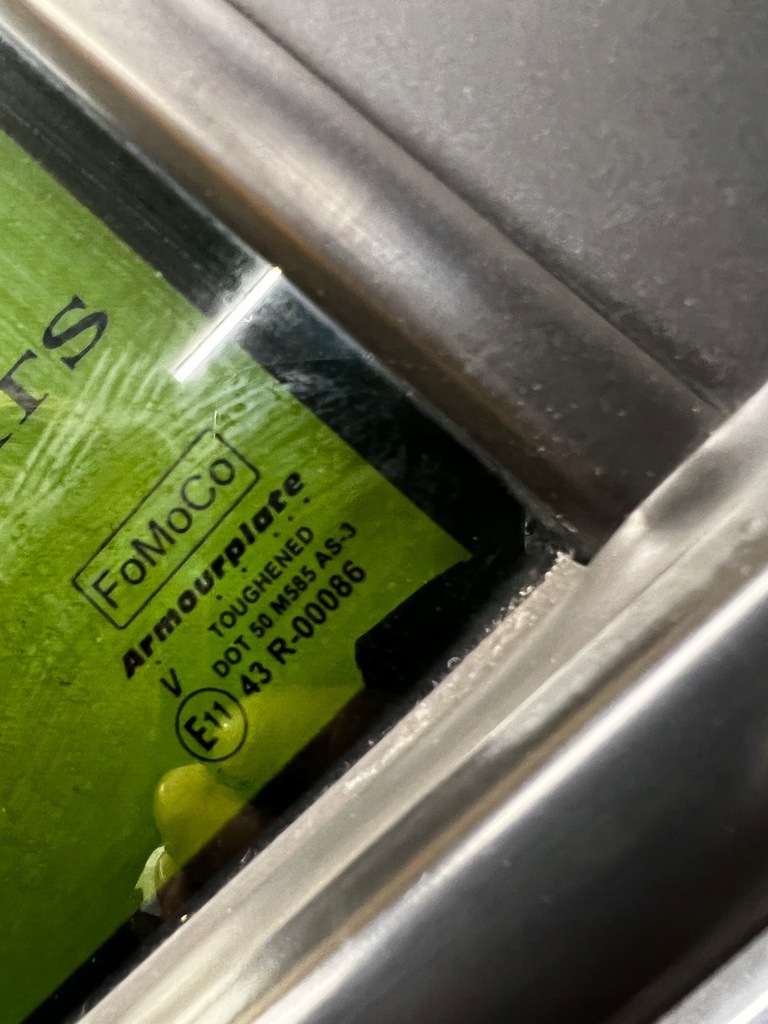 FoMoCo
Armourplate
TOUGHENED
DOT 50 M585 AS-3
V
E11 43 R-00086